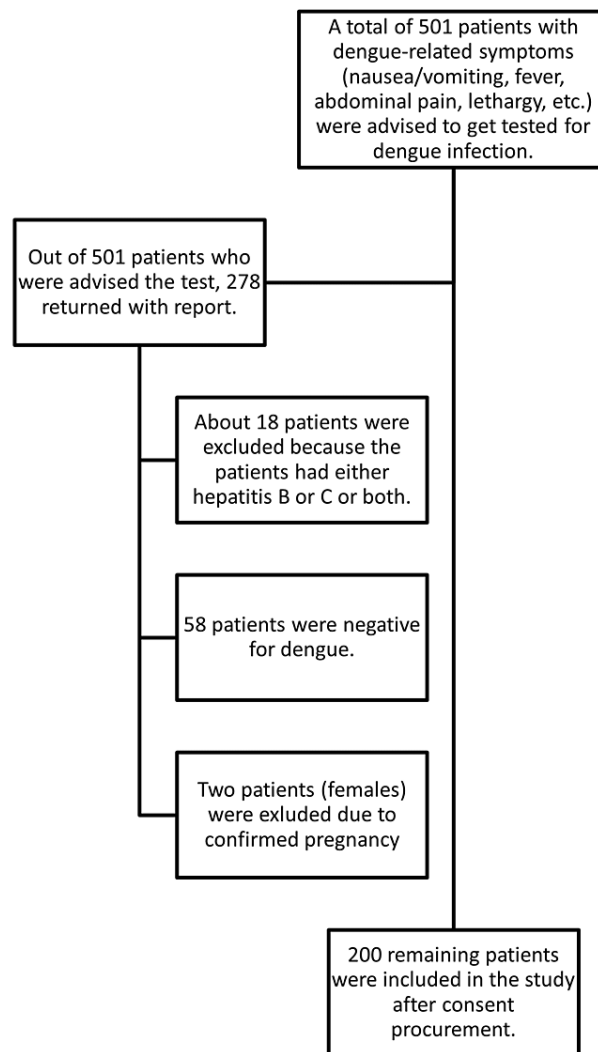 A total of 501 patients with
dengue-related symptoms
(nausea/vomiting, fever,
abdominal pain, lethargy, etc.)
were advised to get tested for
dengue infection.
Out of 501 patients who
were advised the test, 278
returned with report.
About 18 patients were
excluded because the
patients had either
hepatitis B or C or both.
58 patients were negative
for dengue.
Two patients (females)
were exluded due to
confirmed pregnancy
200 remaining patients
were included in the study
after consent
procurement.